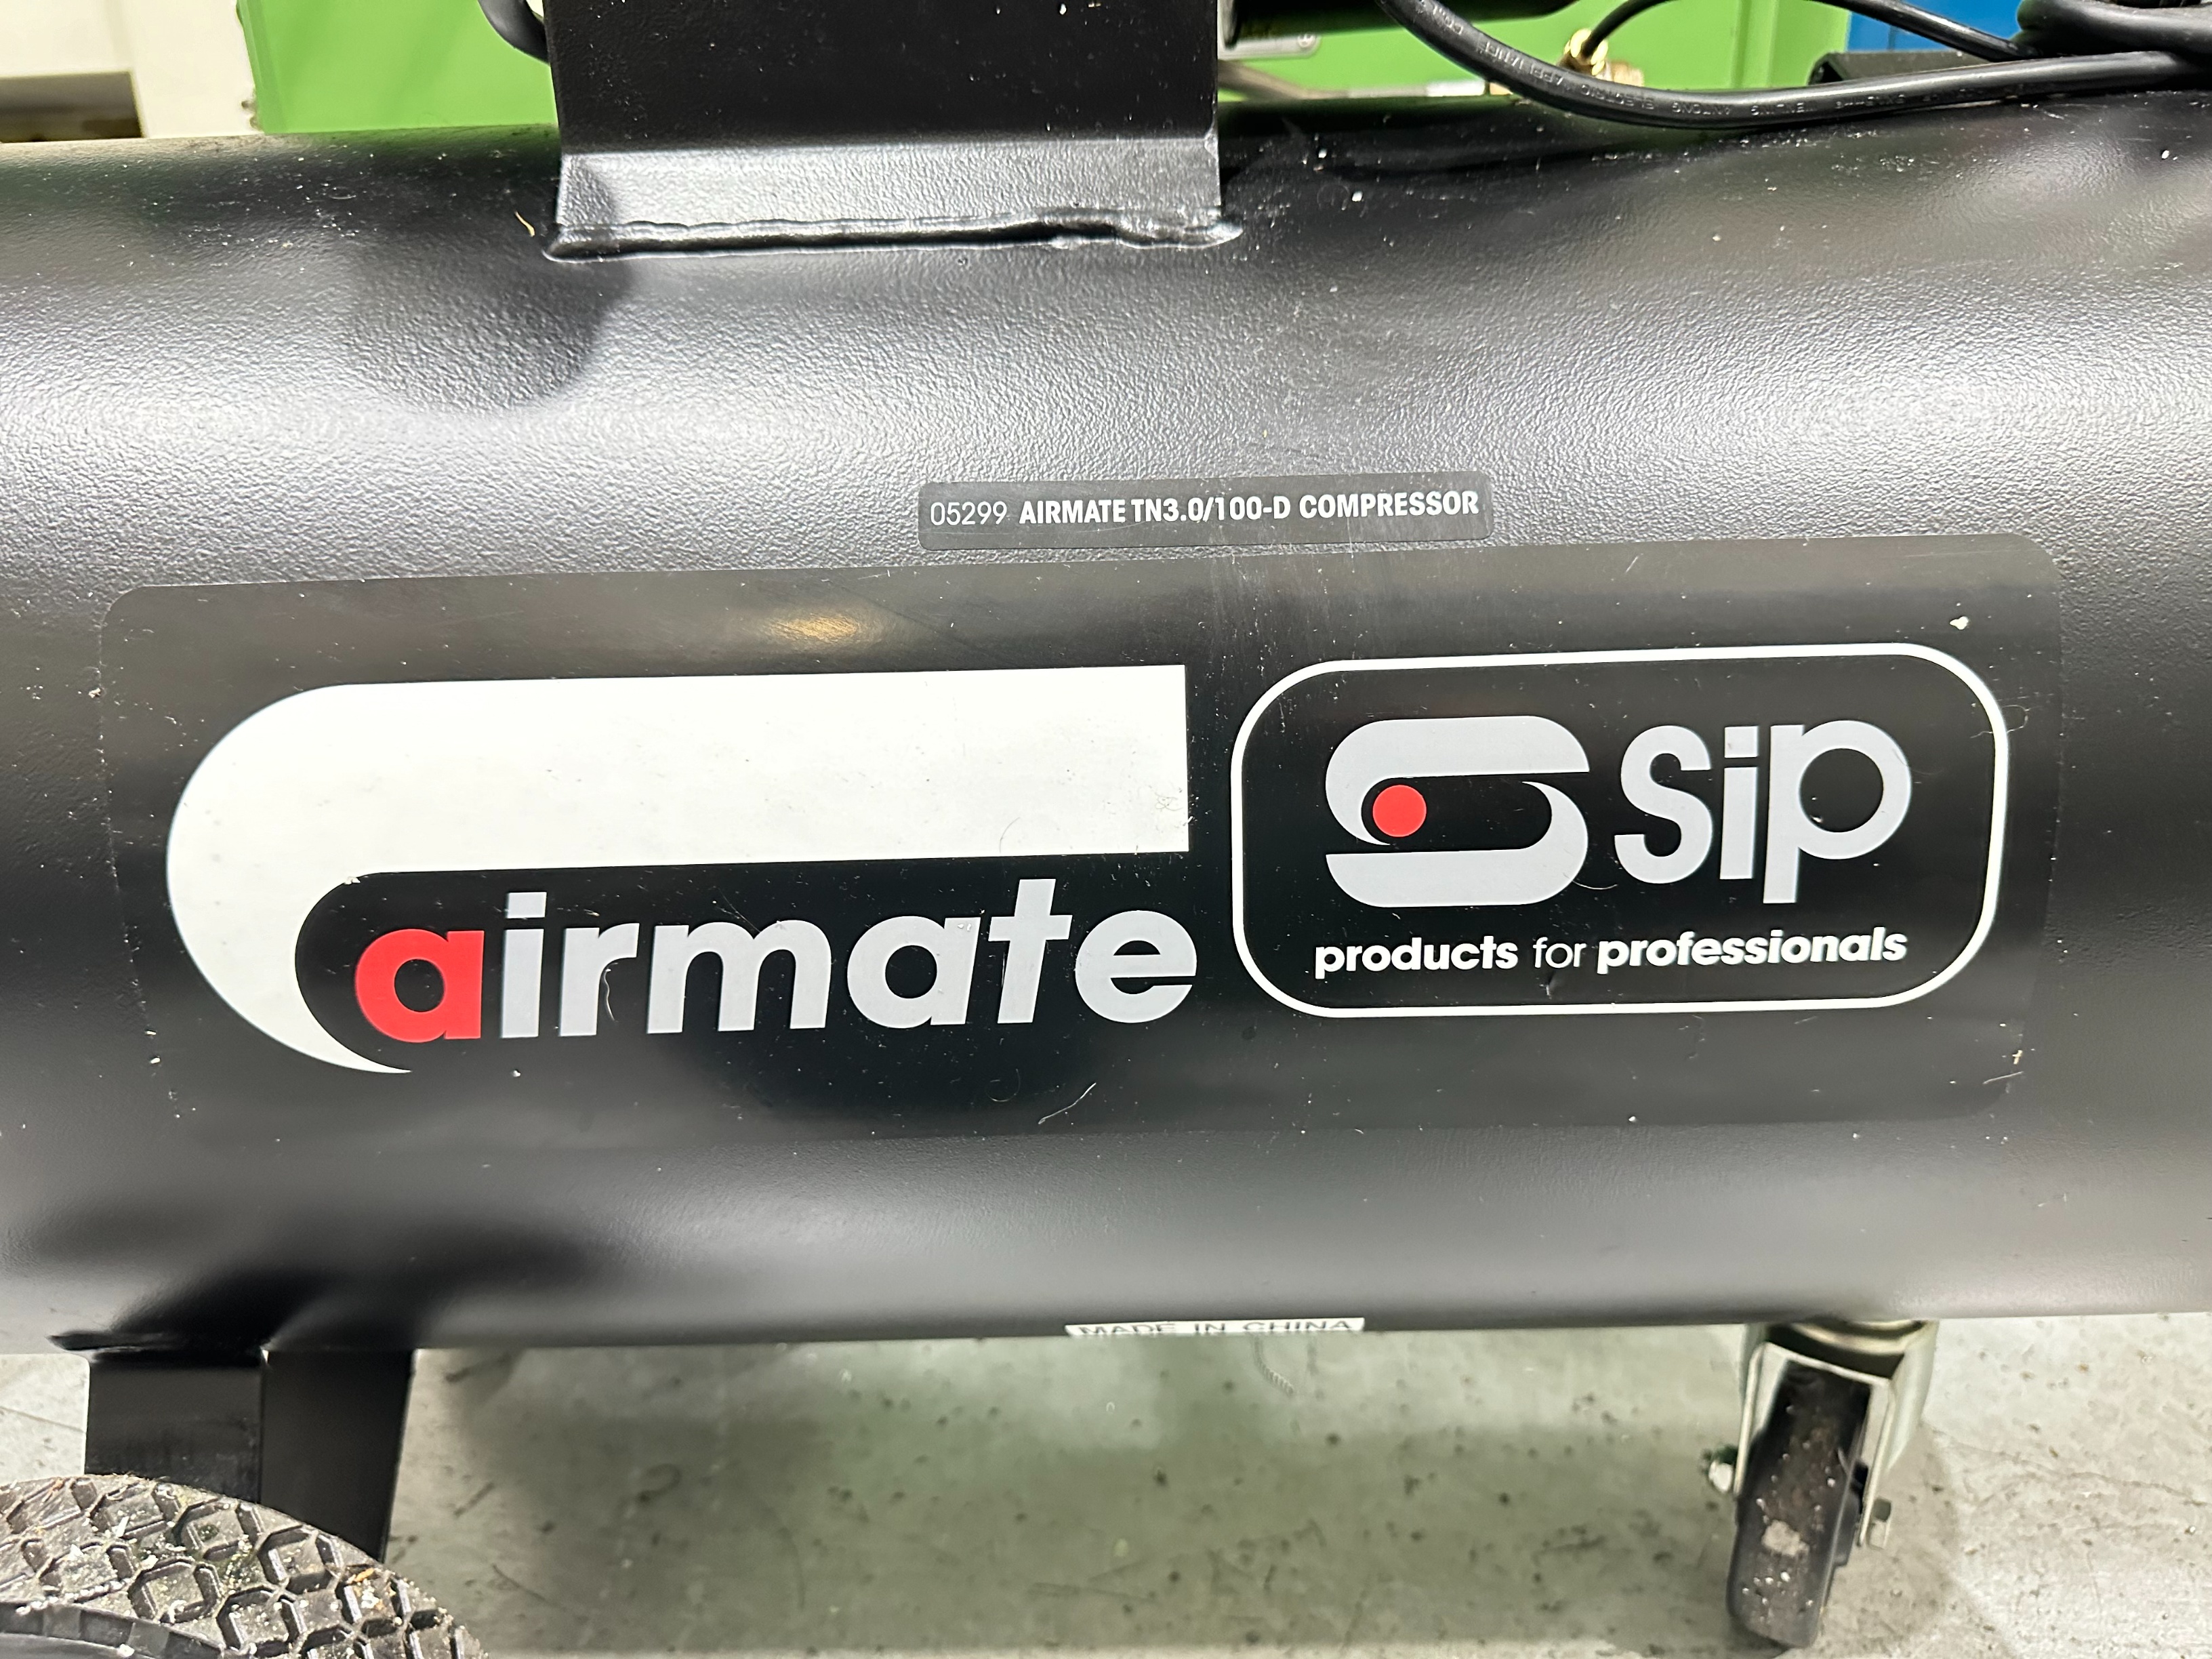 05299 AIRMATE TN3.0/100-D COMPRESSOR
airmate
sip
products for professionals
MADE IN CHINA